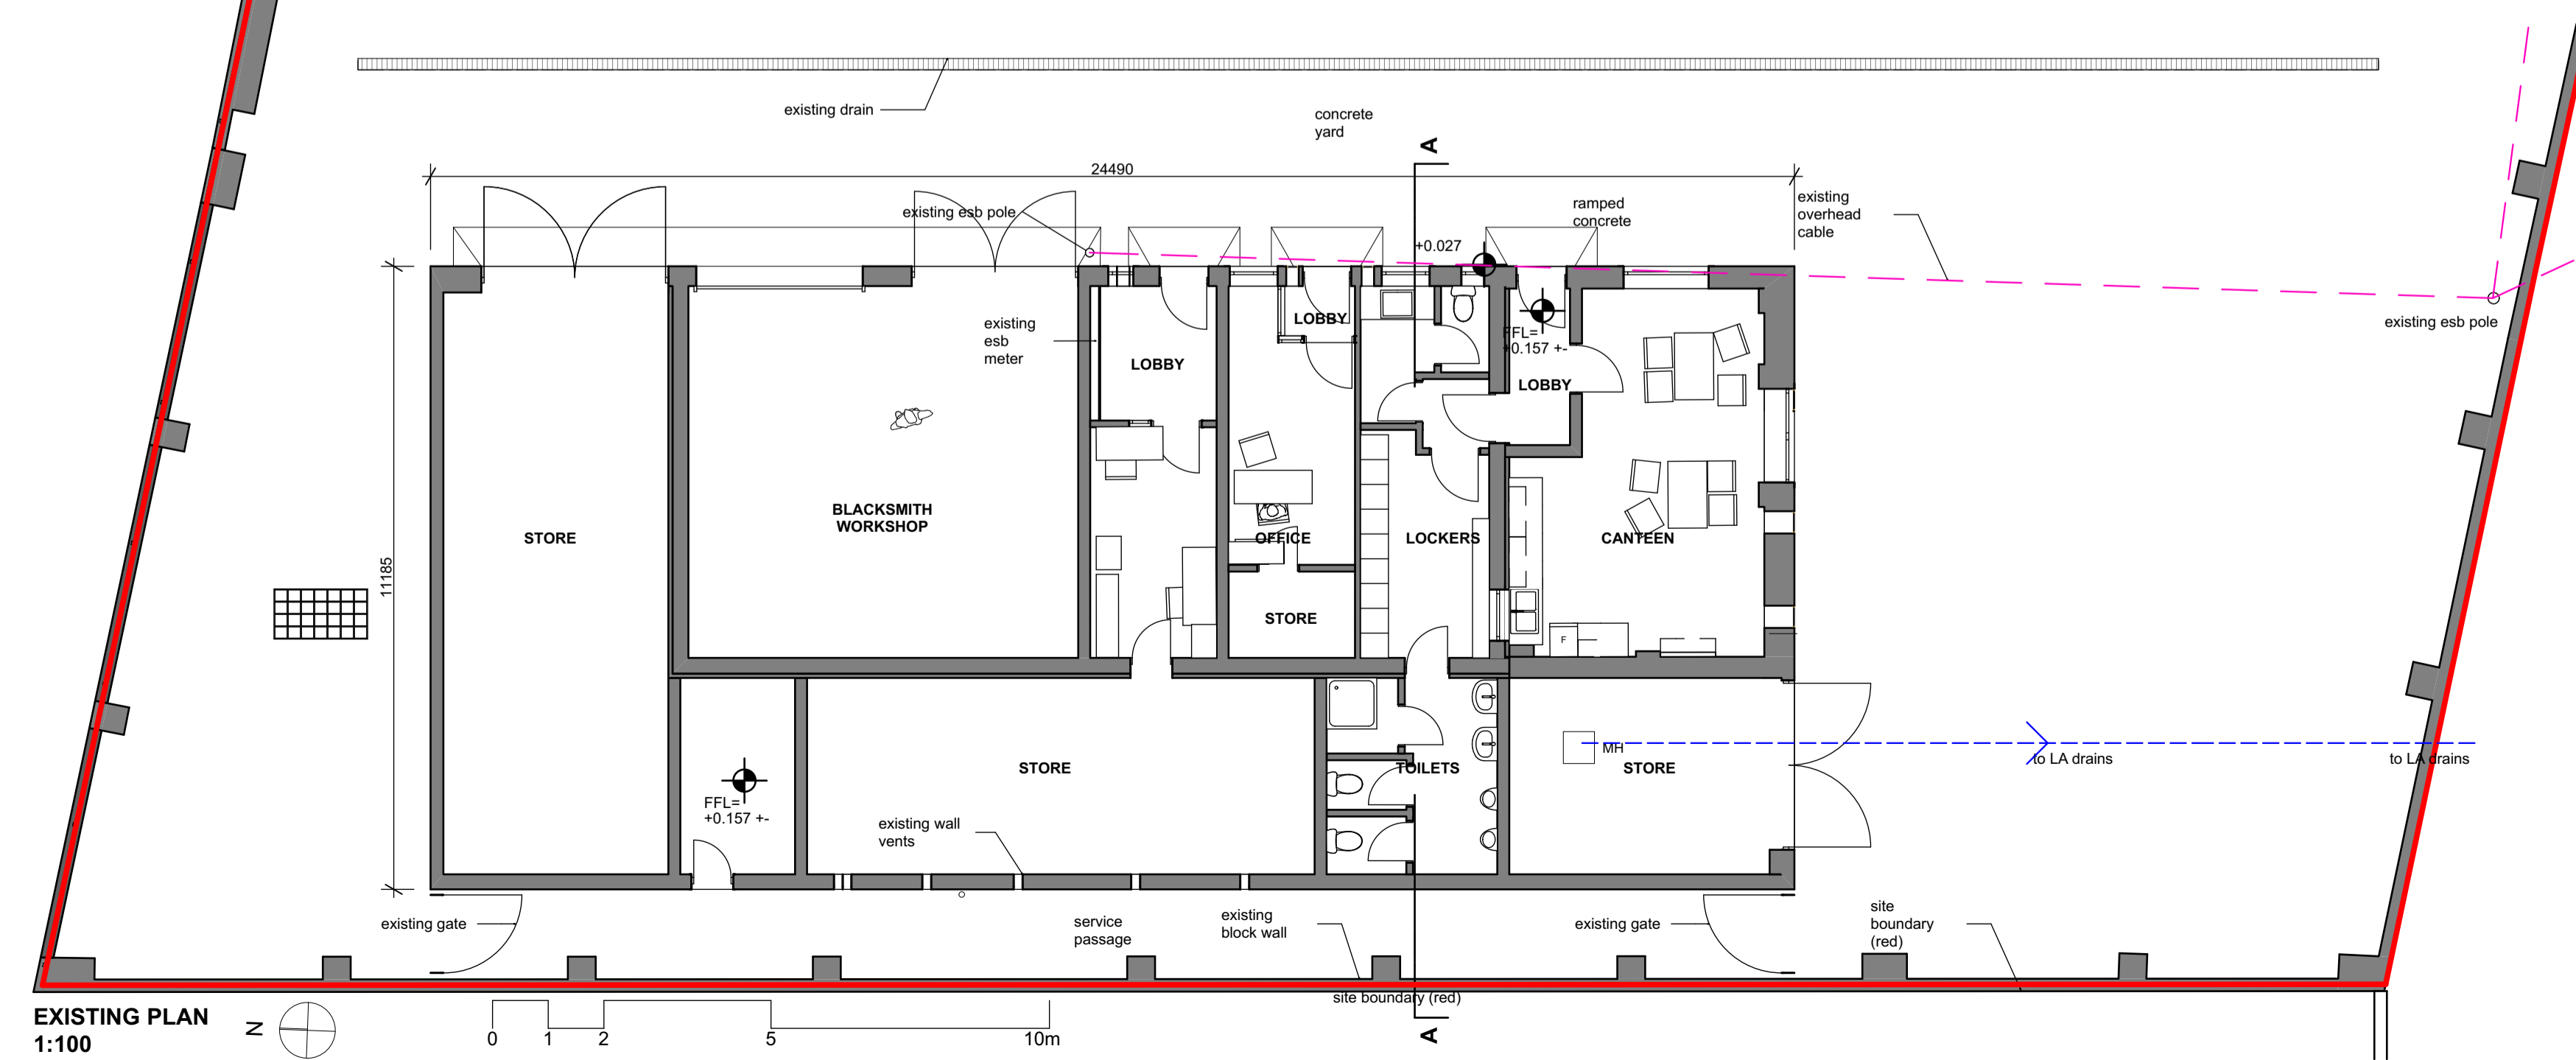 existing drain
concrete
yard
A
24490
existing esb pole
ramped
concrete
existing
overhead
cable
+0.027
existing
esb
meter
LOBBY
LOBBY
FFL=
+0.157 +-
LOBBY
existing esb pole
STORE
BLACKSMITH
WORKSHOP
OFFICE
LOCKERS
CANTEEN
11185
STORE
F
MH
to LA drains
to LA drains
STORE
TOILETS
STORE
FFL=
+0.157 +-
existing wall
vents
existing gate
service
passage
existing
block wall
existing gate
site
boundary
(red)
site boundary (red)
EXISTING PLAN
1:100
N
0
1
2
5
10m
A